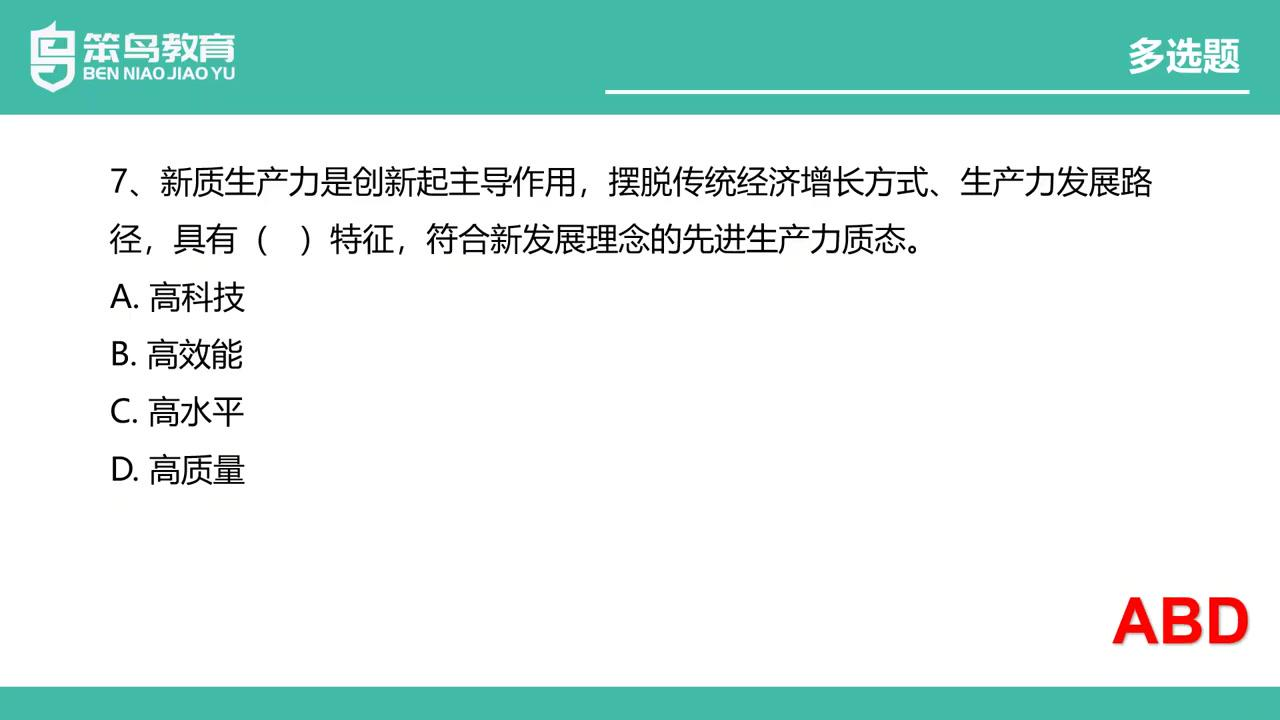 笨鸟教育
BEN NIAO JIAO YU
多选题
7、新质生产力是创新起主导作用，摆脱传统经济增长方式、生产力发展路
径，具有（ ）特征，符合新发展理念的先进生产力质态。
A. 高科技
B. 高效能
C. 高水平
D. 高质量
ABD